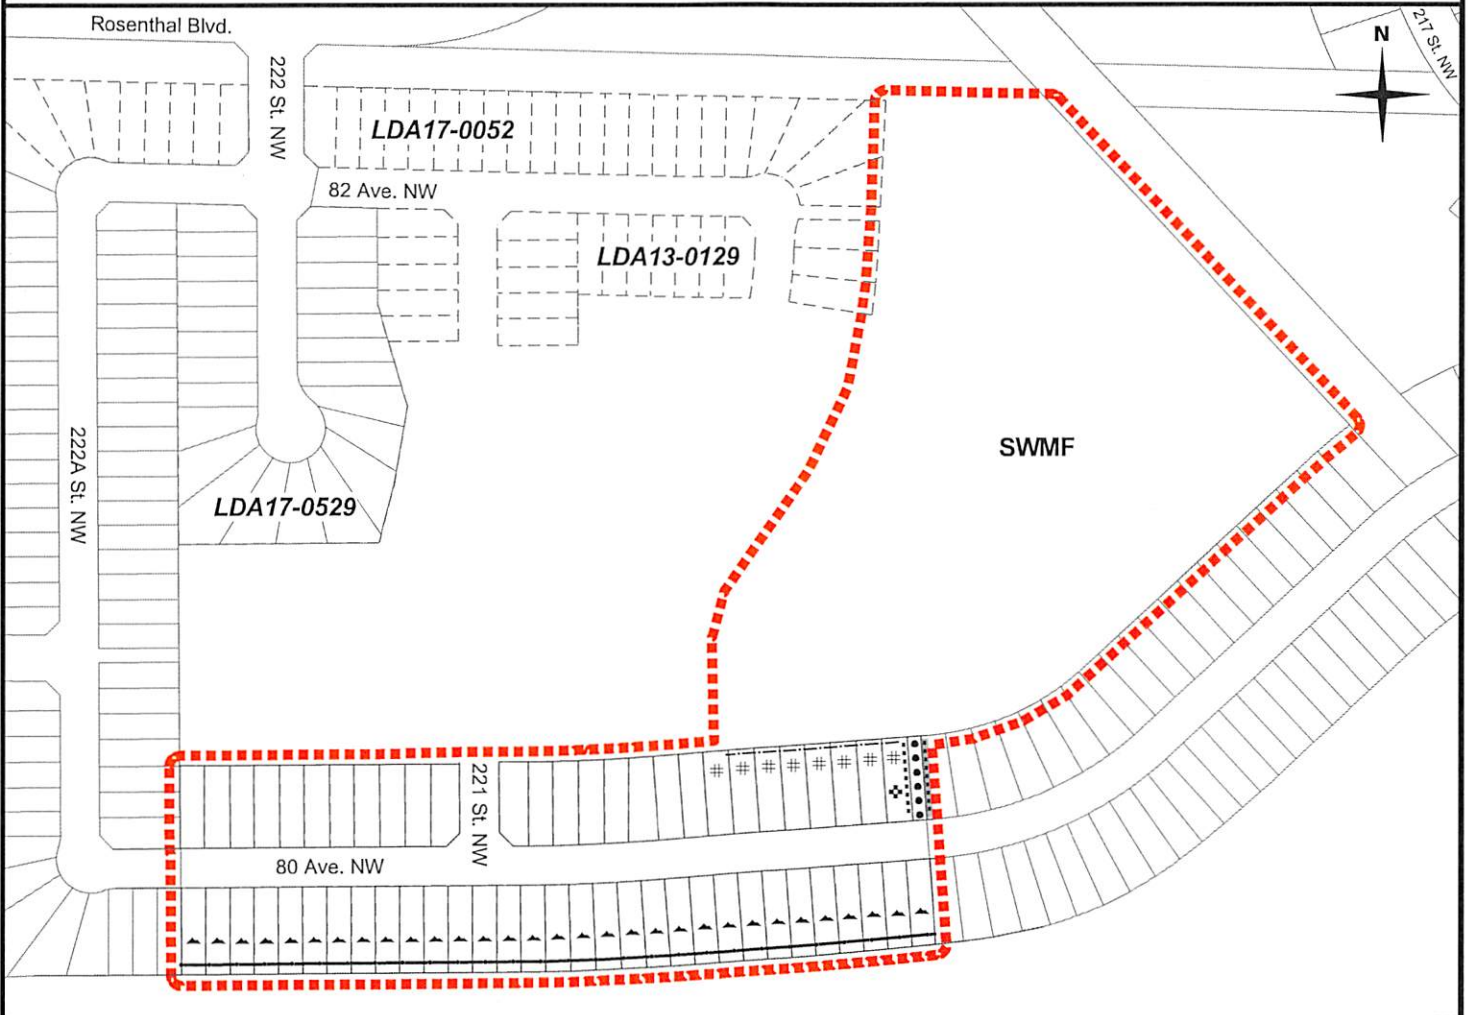 Rosenthal Blvd.
217 St. NW
N
222 St. NW
LDA17-0052
82 Ave. NW
LDA13-0129
SWMF
222A St. NW
LDA17-0529
221 St. NW
80 Ave. NW